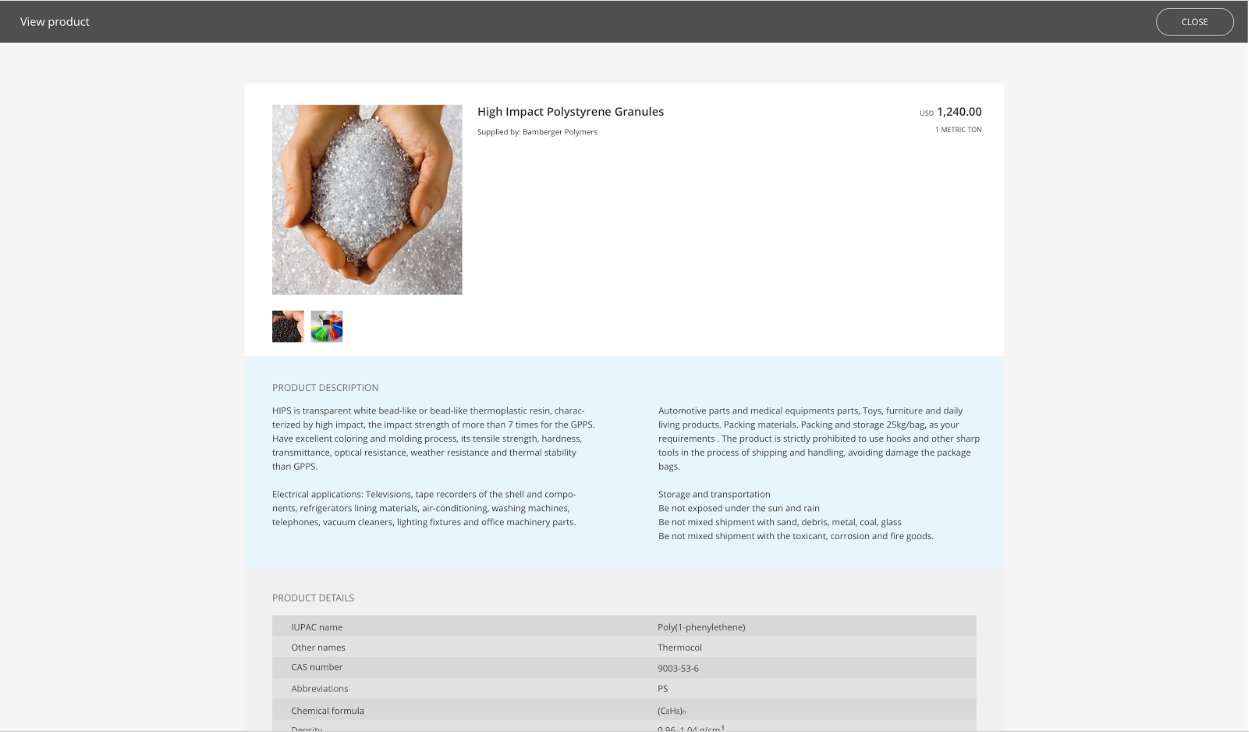 View product
CLOSE
High Impact Polystyrene Granules
USD 1,240.00
Supplied by: Bamberger Polymers
1 METRIC TON
PRODUCT DESCRIPTION
HIPS is transparent white bead-like or bead-like thermoplastic resin, charac-
terized by high impact, the impact strength of more than 7 times for the GPPS.
Have excellent coloring and molding process, its tensile strength, hardness,
transmittance, optical resistance, weather resistance and thermal stability
than GPPS.
Electrical applications: Televisions, tape recorders of the shell and compo-
nents, refrigerators lining materials, air-conditioning, washing machines,
telephones, vacuum cleaners, lighting fixtures and office machinery parts.
Automotive parts and medical equipments parts, Toys, furniture and daily
living products. Packing materials. Packing and storage 25kg/bag, as your
requirements . The product is strictly prohibited to use hooks and other sharp
tools in the process of shipping and handling, avoiding damage the package
bags.
Storage and transportation
Be not exposed under the sun and rain
Be not mixed shipment with sand, debris, metal, coal, glass
Be not mixed shipment with the toxicant, corrosion and fire goods.
PRODUCT DETAILS
IUPAC name Poly(1-phenylethene)
Other names Thermocol
CAS number 9003-53-6
Abbreviations PS
Chemical formula (C8H8)n
Density 0.96–1.04 g/cm3